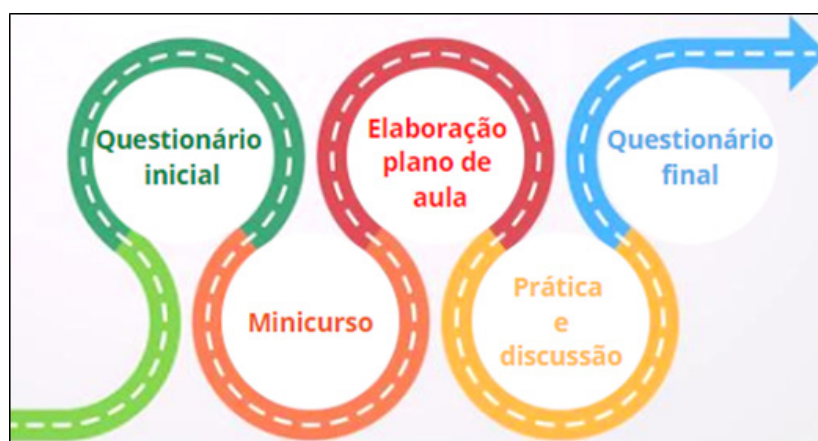 Questionário
inicial
Minicurso
Elaboração
plano de
aula
Prática
e
discussão
Questionário
final